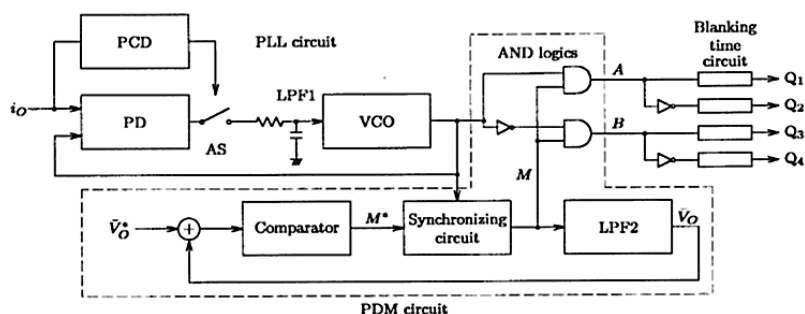 PCD
PLL circuit
AND logics
Blanking
time
circuit
i_O
PD
AS
LPF1
VCO
A
B
Q₁
Q₂
Q₃
Q₄
M
V̄*_O
+
Comparator
M*
Synchronizing
circuit
LPF2
V̄_O
PDM circuit